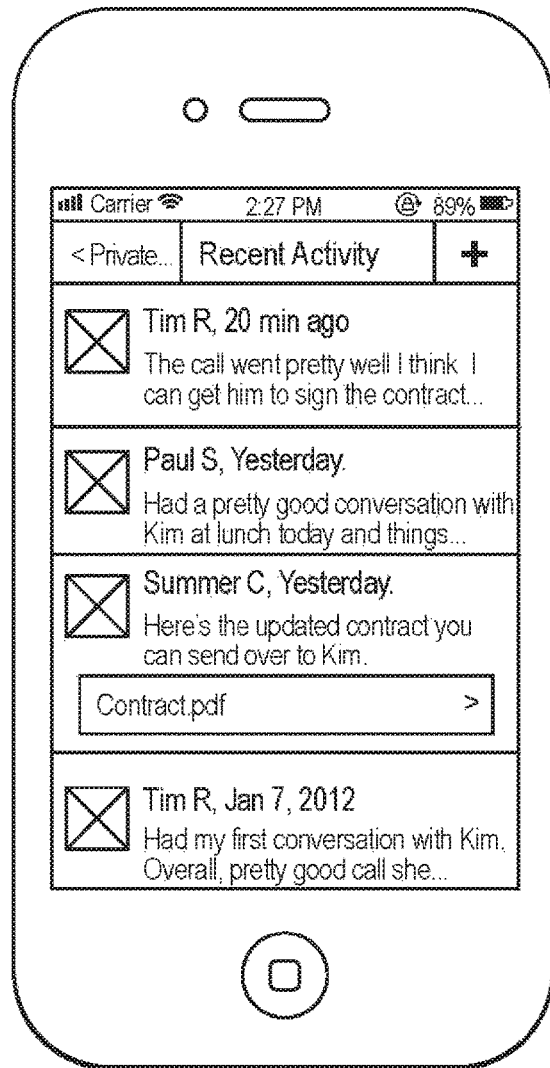 Carrier 2:27 PM 89%
< Private... Recent Activity +
Tim R, 20 min ago
The call went pretty well I think I
can get him to sign the contract...
Paul S, Yesterday.
Had a pretty good conversation with
Kim at lunch today and things...
Summer C, Yesterday.
Here's the updated contract you
can send over to Kim.
Contract.pdf >
Tim R, Jan 7, 2012
Had my first conversation with Kim.
Overall, pretty good call she...